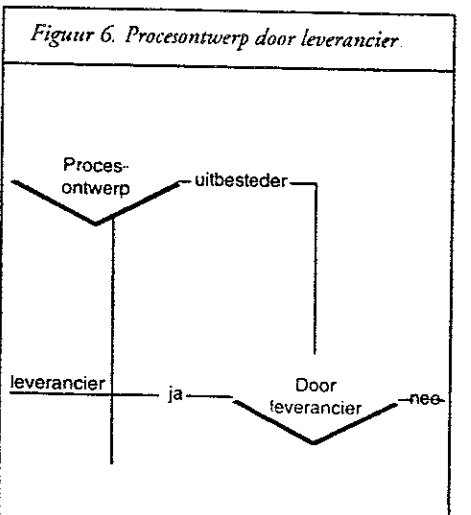 Figuur 6. Procesontwerp door leverancier
Proces-
ontwerp
uitbesteder
leverancier
ja
Door
leverancier
nee